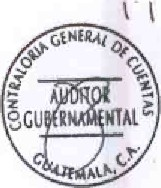 CONTRALORIA GENERAL DE CUENTAS
AUDITOR
GUBERNAMENTAL
GUATEMALA, C.A.